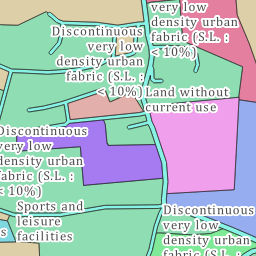 very low
density urban
fabric (S.L. :
< 10%)
Discontinuous
very low
density urban
fabric (S.L. :
< 10%)
Land without
current use
Discontinuous
very low
density urban
fabric (S.L. :
< 10%)
Sports and
leisure
facilities
s
Discontinuous
very low
density urban
fabric (S.L. :